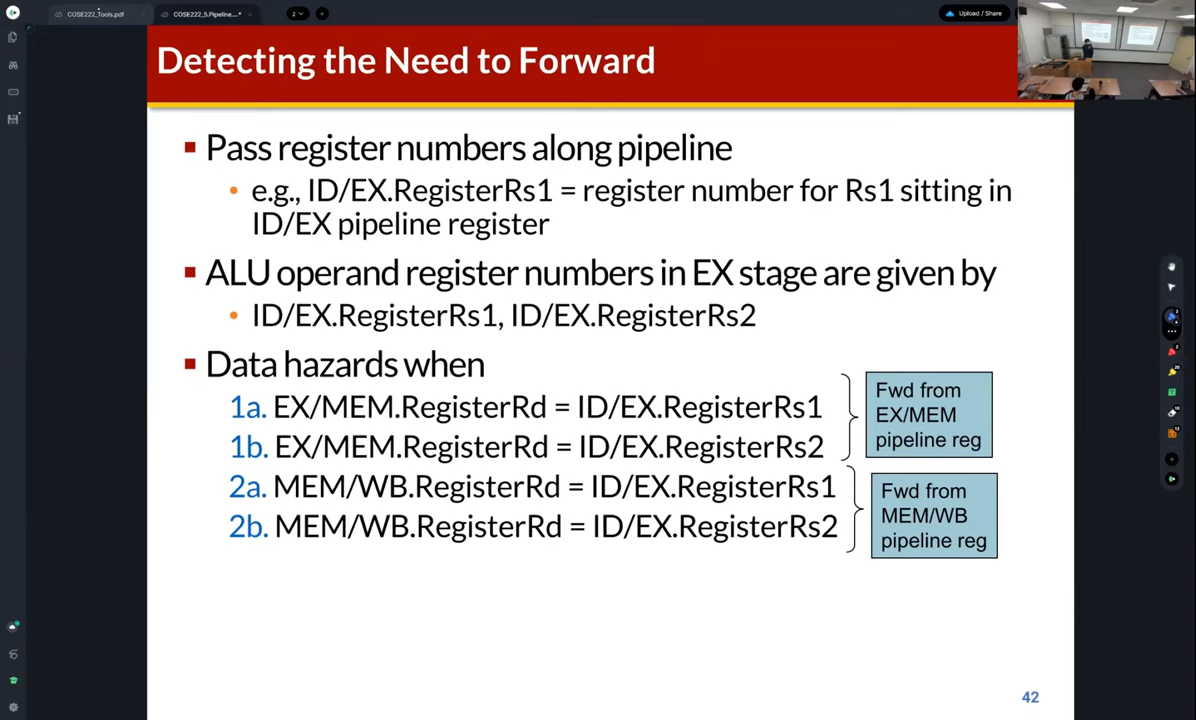 COSE222_Tools.pdf
COSE222_5.Pipeline....*
2
Upload / Share
Detecting the Need to Forward
Pass register numbers along pipeline
e.g., ID/EX.RegisterRs1 = register number for Rs1 sitting in
ID/EX pipeline register
ALU operand register numbers in EX stage are given by
ID/EX.RegisterRs1, ID/EX.RegisterRs2
Data hazards when
1a. EX/MEM.RegisterRd = ID/EX.RegisterRs1
1b. EX/MEM.RegisterRd = ID/EX.RegisterRs2
2a. MEM/WB.RegisterRd = ID/EX.RegisterRs1
2b. MEM/WB.RegisterRd = ID/EX.RegisterRs2
Fwd from
EX/MEM
pipeline reg
Fwd from
MEM/WB
pipeline reg
42